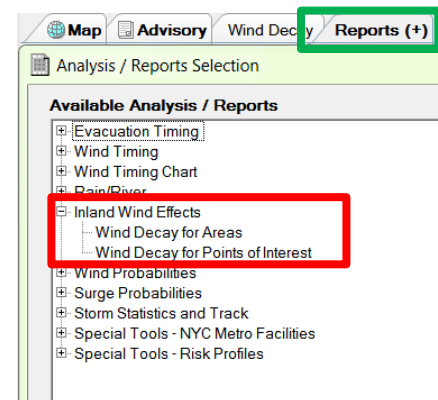 Map Advisory Wind Decay Reports (+)
Analysis / Reports Selection
Available Analysis / Reports
Evacuation Timing
Wind Timing
Wind Timing Chart
Rain/River
Inland Wind Effects
Wind Decay for Areas
Wind Decay for Points of Interest
Wind Probabilities
Surge Probabilities
Storm Statistics and Track
Special Tools - NYC Metro Facilities
Special Tools - Risk Profiles